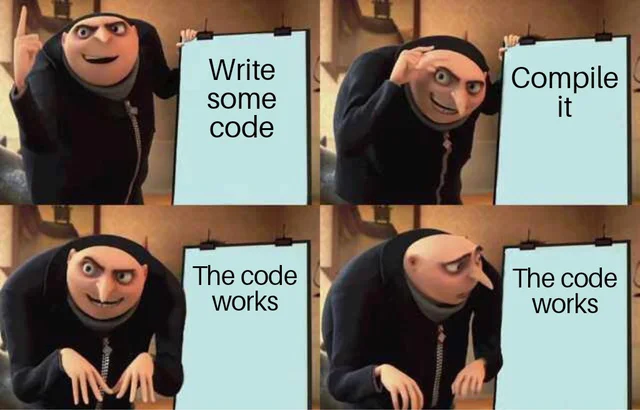 Write
some
code
Compile
it
The code
works
The code
works